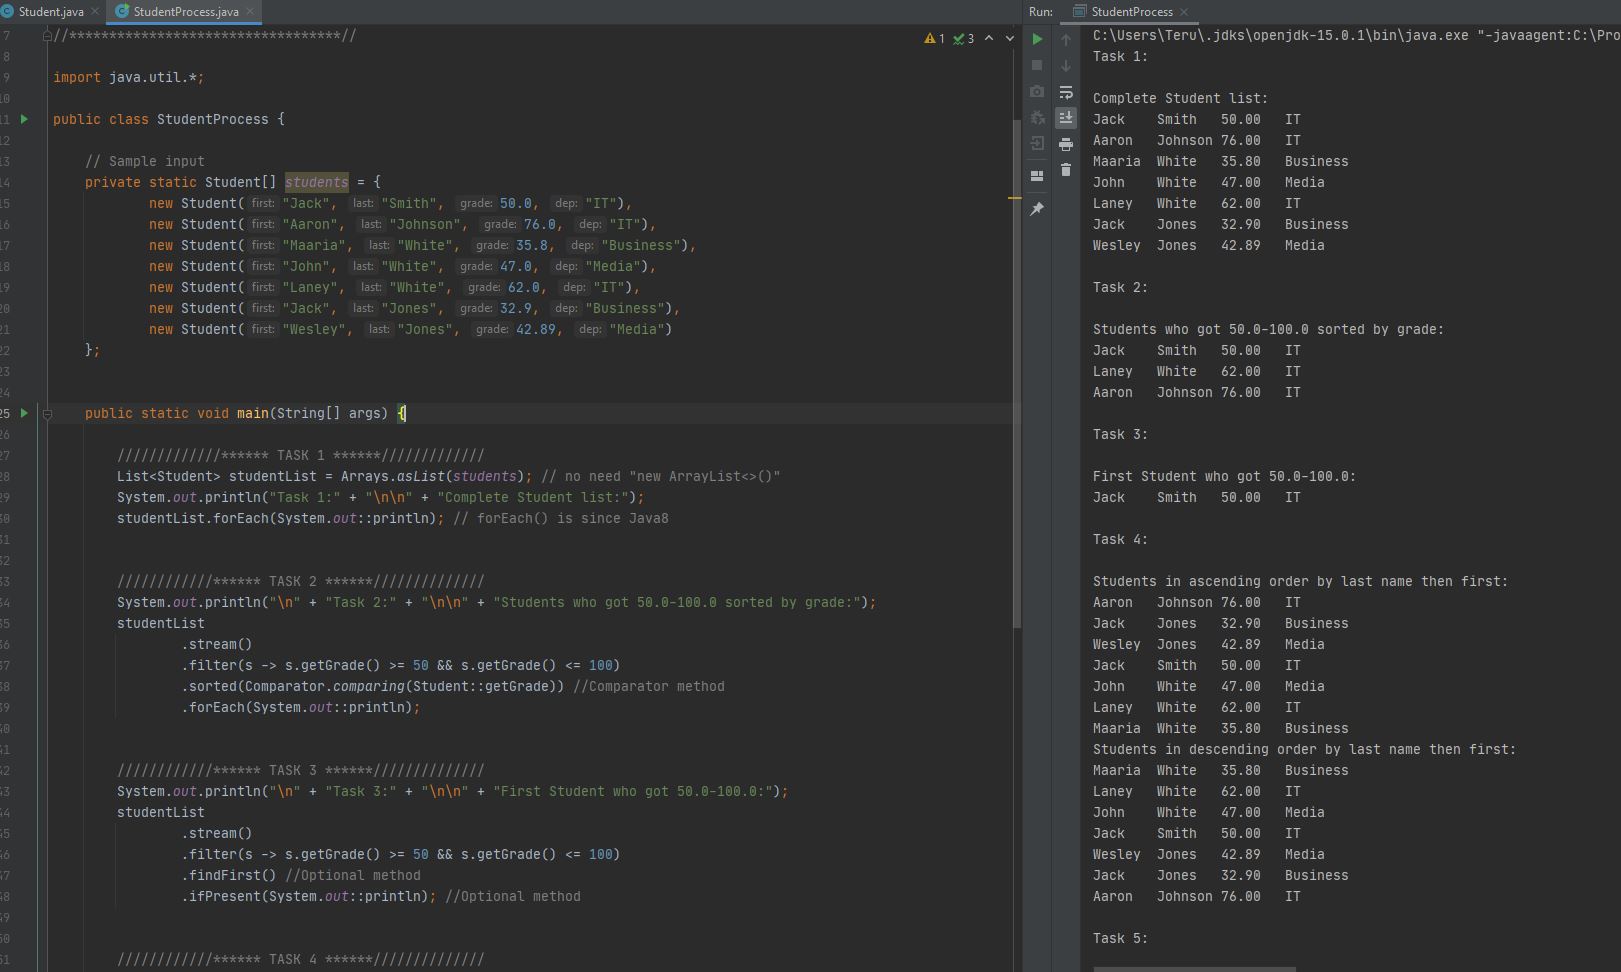 Student.java
StudentProcess.java
7 //**********************************//
8
9 import java.util.*;
10
11 public class StudentProcess {
12
13 // Sample input
14 private static Student[] students = {
15 new Student( first: "Jack", last: "Smith", grade: 50.0, dep: "IT"),
16 new Student( first: "Aaron", last: "Johnson", grade: 76.0, dep: "IT"),
17 new Student( first: "Maaria", last: "White", grade: 35.8, dep: "Business"),
18 new Student( first: "John", last: "White", grade: 47.0, dep: "Media"),
19 new Student( first: "Laney", last: "White", grade: 62.0, dep: "IT"),
20 new Student( first: "Jack", last: "Jones", grade: 32.9, dep: "Business"),
21 new Student( first: "Wesley", last: "Jones", grade: 42.89, dep: "Media")
22 };
23
24
25 public static void main(String[] args) {
26
27 /////////////****** TASK 1 ******/////////////
28 List<Student> studentList = Arrays.asList(students); // no need "new ArrayList<>()"
29 System.out.println("Task 1:" + "\n\n" + "Complete Student list:");
30 studentList.forEach(System.out::println); // forEach() is since Java8
31
32
33 ////////////****** TASK 2 ******//////////////
34 System.out.println("\n" + "Task 2:" + "\n\n" + "Students who got 50.0-100.0 sorted by grade:");
35 studentList
36 .stream()
37 .filter(s -> s.getGrade() >= 50 && s.getGrade() <= 100)
38 .sorted(Comparator.comparing(Student::getGrade)) //Comparator method
39 .forEach(System.out::println);
40
41
42 ////////////****** TASK 3 ******//////////////
43 System.out.println("\n" + "Task 3:" + "\n\n" + "First Student who got 50.0-100.0:");
44 studentList
45 .stream()
46 .filter(s -> s.getGrade() >= 50 && s.getGrade() <= 100)
47 .findFirst() //Optional method
48 .ifPresent(System.out::println); //Optional method
49
50
51 ////////////****** TASK 4 ******//////////////
1 3
Run: StudentProcess
C:\Users\Teru\.jdks\openjdk-15.0.1\bin\java.exe "-javaagent:C:\Pro
Task 1:
Complete Student list:
Jack Smith 50.00 IT
Aaron Johnson 76.00 IT
Maaria White 35.80 Business
John White 47.00 Media
Laney White 62.00 IT
Jack Jones 32.90 Business
Wesley Jones 42.89 Media
Task 2:
Students who got 50.0-100.0 sorted by grade:
Jack Smith 50.00 IT
Laney White 62.00 IT
Aaron Johnson 76.00 IT
Task 3:
First Student who got 50.0-100.0:
Jack Smith 50.00 IT
Task 4:
Students in ascending order by last name then first:
Aaron Johnson 76.00 IT
Jack Jones 32.90 Business
Wesley Jones 42.89 Media
Jack Smith 50.00 IT
John White 47.00 Media
Laney White 62.00 IT
Maaria White 35.80 Business
Students in descending order by last name then first:
Maaria White 35.80 Business
Laney White 62.00 IT
John White 47.00 Media
Jack Smith 50.00 IT
Wesley Jones 42.89 Media
Jack Jones 32.90 Business
Aaron Johnson 76.00 IT
Task 5: